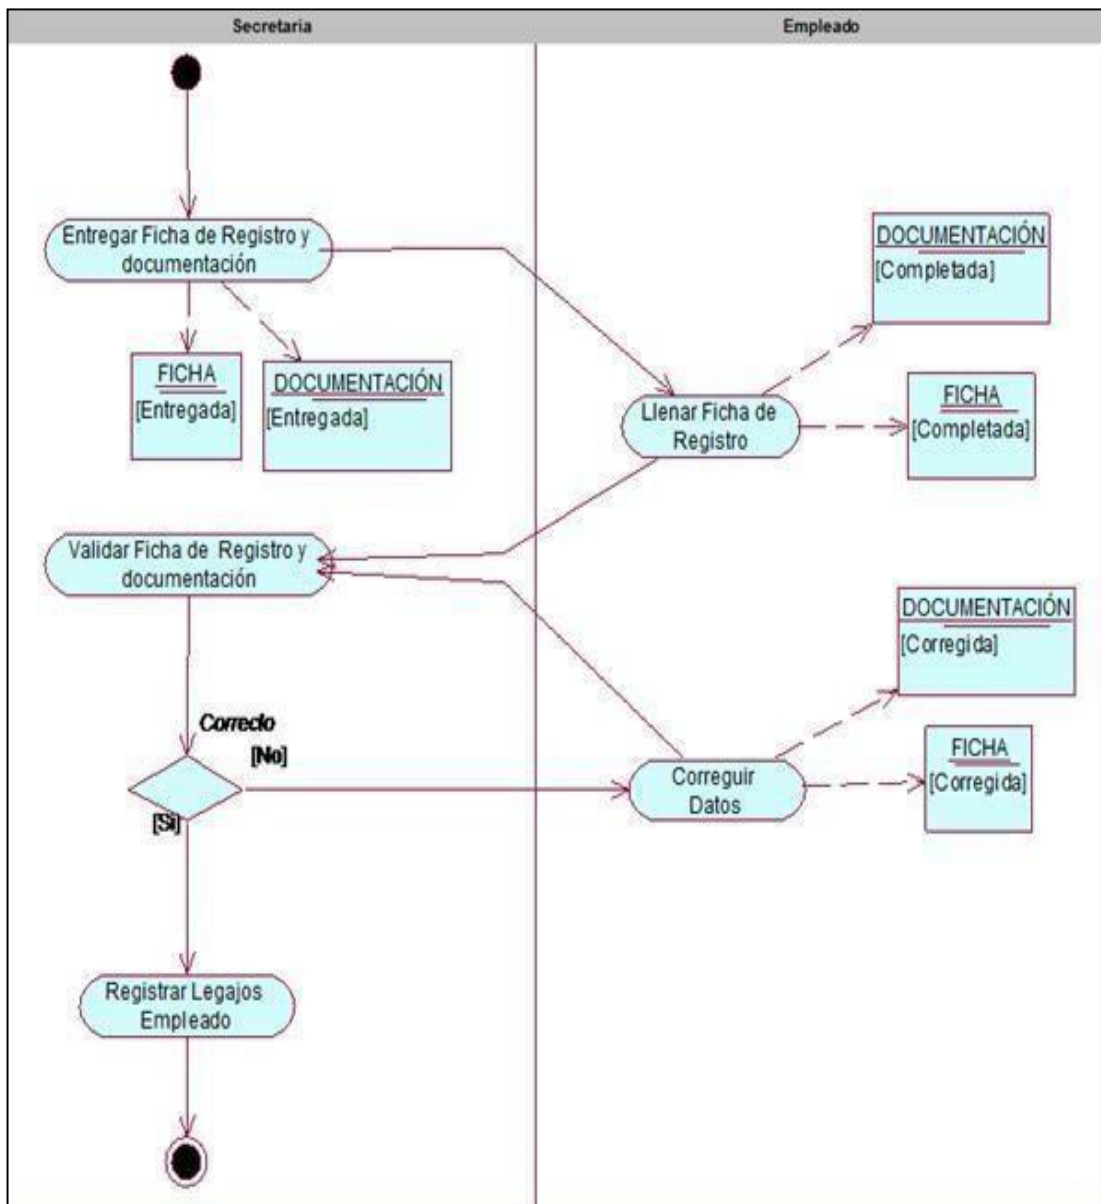 Secretaria
Empleado
Entregar Ficha de Registro y
documentación
DOCUMENTACIÓN
[Completada]
FICHA
[Entregada]
DOCUMENTACIÓN
[Entregada]
Llenar Ficha de
Registro
FICHA
[Completada]
Validar Ficha de Registro y
documentación
DOCUMENTACIÓN
[Corregida]
Correcto
[No]
[Si]
Correguir
Datos
FICHA
[Corregida]
Registrar Legajos
Empleado